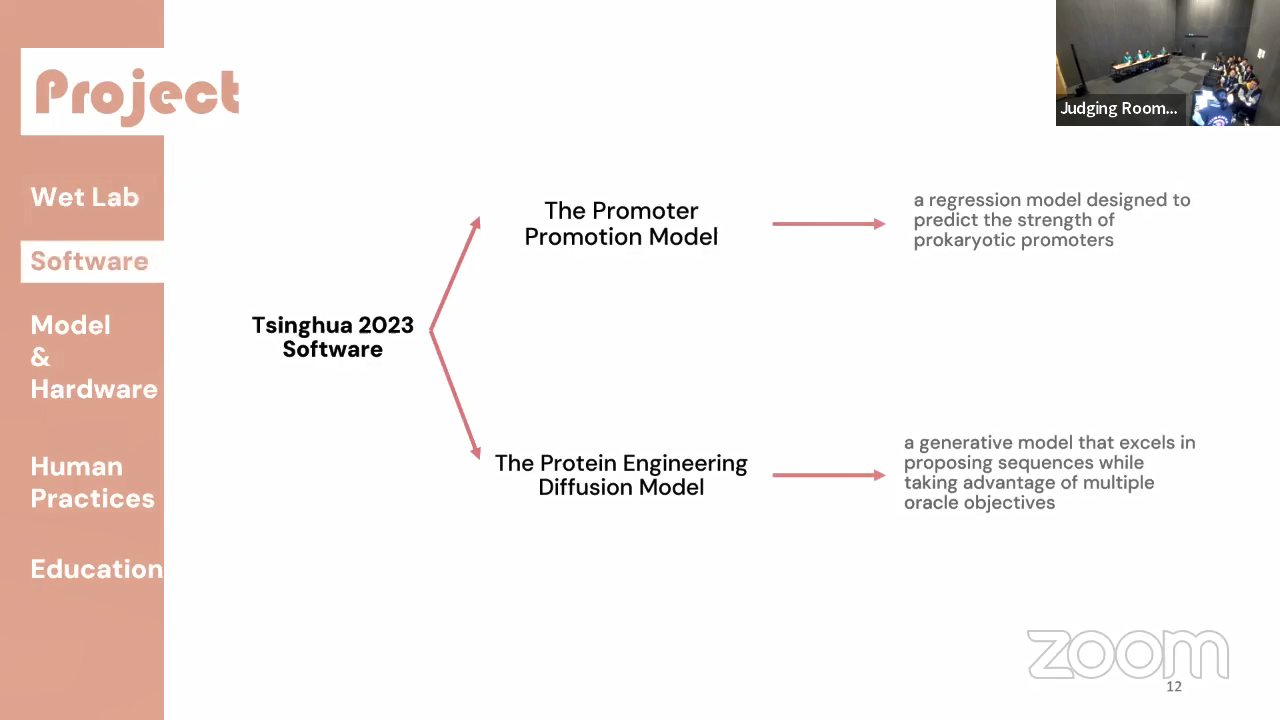 Project
Wet Lab
Software
Model
&
Hardware
Human
Practices
Education
Tsinghua 2023
Software
The Promoter
Promotion Model
a regression model designed to
predict the strength of
prokaryotic promoters
The Protein Engineering
Diffusion Model
a generative model that excels in
proposing sequences while
taking advantage of multiple
oracle objectives
Judging Room...
zoom
12